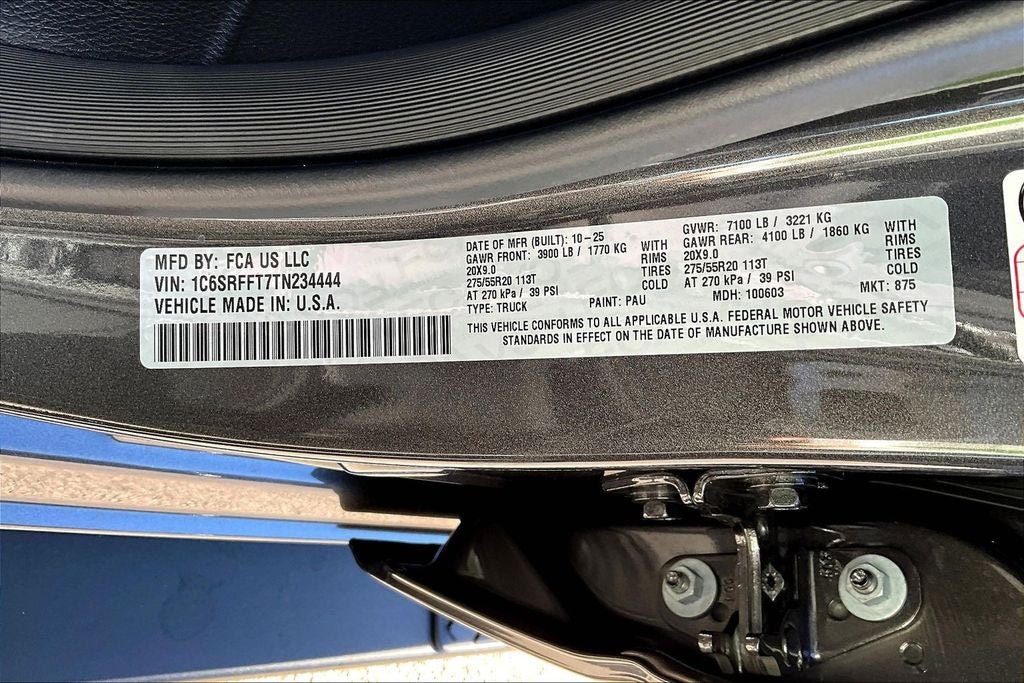 MFD BY: FCA US LLC
VIN: 1C6SRFFT7TN234444
VEHICLE MADE IN: U.S.A.
DATE OF MFR (BUILT): 10-25
GAWR FRONT: 3900 LB / 1770 KG WITH
20X9.0 RIMS
275/55R20 113T TIRES
AT 270 kPa / 39 PSI COLD
TYPE: TRUCK PAINT: PAU
GVWR: 7100 LB / 3221 KG
GAWR REAR: 4100 LB / 1860 KG WITH
20X9.0 RIMS
275/55R20 113T TIRES
AT 270 kPa / 39 PSI COLD
MDH: 100603 MKT: 875
THIS VEHICLE CONFORMS TO ALL APPLICABLE U.S.A. FEDERAL MOTOR VEHICLE SAFETY
STANDARDS IN EFFECT ON THE DATE OF MANUFACTURE SHOWN ABOVE.